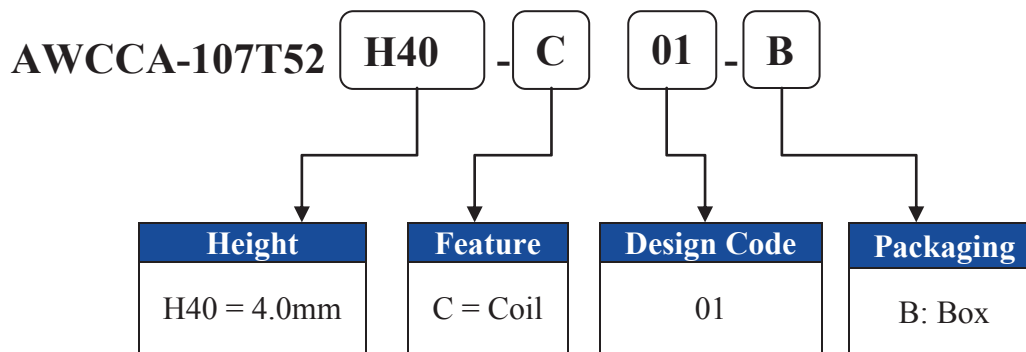 AWCCA-107T52 H40 - C 01 - B
Height Feature Design Code Packaging
H40 = 4.0mm C = Coil 01 B: Box